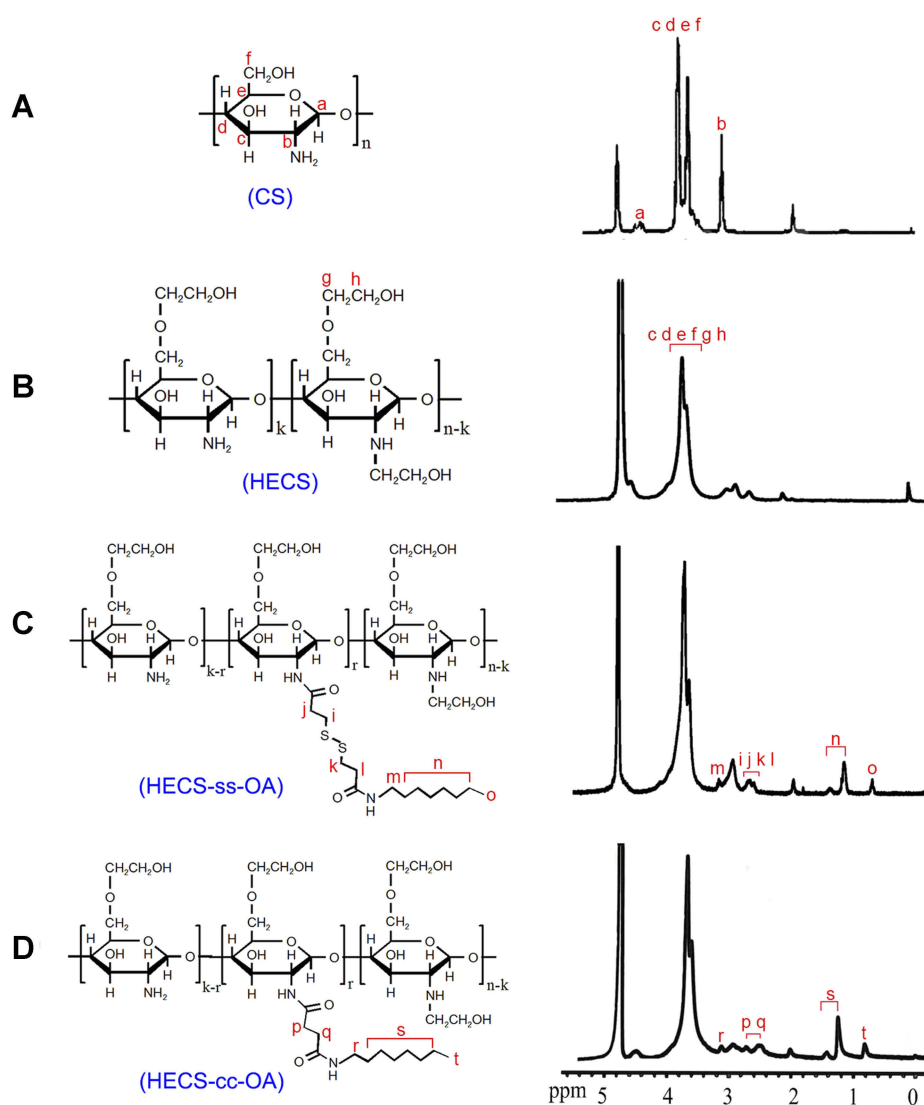 A
f
CH₂OH
e
H
O
a
OH
H
O
d
c
b
H
H
NH₂
n
(CS)
c d e f
a
b
B
CH₂CH₂OH
O
CH₂
H
O
OH
H
H
O
H
NH₂
k
g h
CH₂CH₂OH
O
CH₂
H
O
OH
H
H
O
H
NH
CH₂CH₂OH
n-k
(HECS)
c d e f g h
C
CH₂CH₂OH
O
CH₂
H
O
OH
H
H
O
H
NH₂
k-r
CH₂CH₂OH
O
CH₂
H
O
OH
H
H
O
H
HN
r
CH₂CH₂OH
O
CH₂
H
O
OH
H
H
O
H
NH
CH₂CH₂OH
n-k
O
j i
S
S
k l
m
n
O
N
H
o
(HECS-ss-OA)
m
i j k l
n
o
D
CH₂CH₂OH
O
CH₂
H
O
OH
H
H
O
H
NH₂
k-r
CH₂CH₂OH
O
CH₂
H
O
OH
H
H
O
H
HN
r
CH₂CH₂OH
O
CH₂
H
O
OH
H
H
O
H
NH
CH₂CH₂OH
n-k
O
p
q
s
O
N
H
r
t
(HECS-cc-OA)
r
p q
s
t
ppm 5 4 3 2 1 0